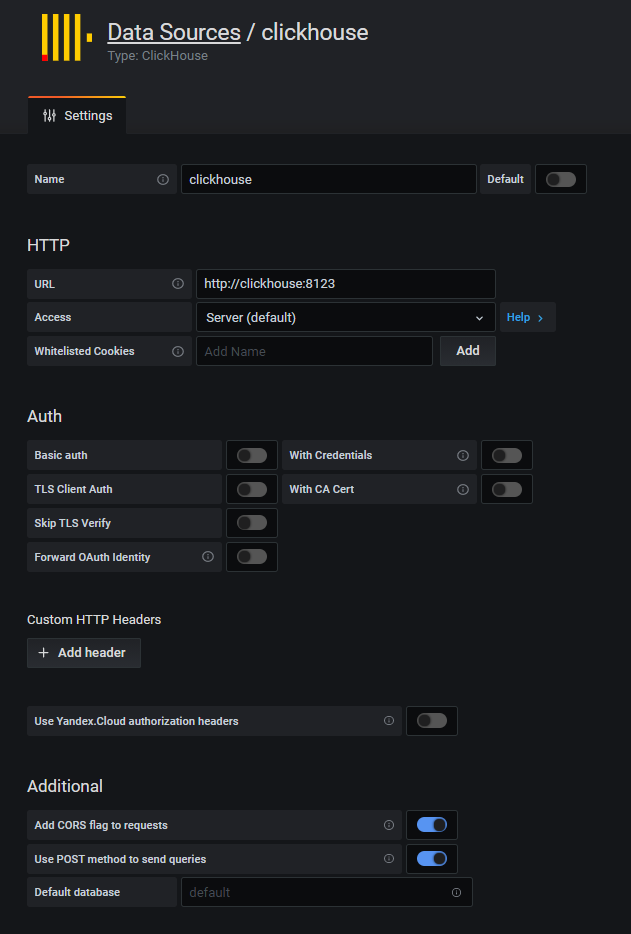 Data Sources / clickhouse
Type: ClickHouse
Settings
Name clickhouse Default
HTTP
URL http://clickhouse:8123
Access Server (default) Help
Whitelisted Cookies Add Name Add
Auth
Basic auth With Credentials
TLS Client Auth With CA Cert
Skip TLS Verify
Forward OAuth Identity
Custom HTTP Headers
+ Add header
Use Yandex.Cloud authorization headers
Additional
Add CORS flag to requests
Use POST method to send queries
Default database default